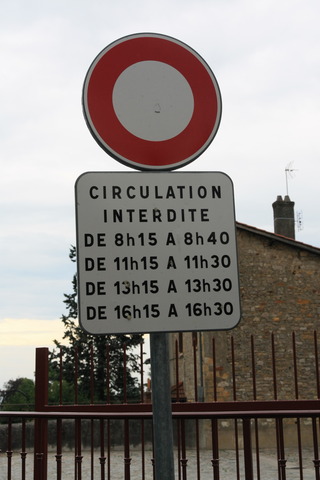 CIRCULATION
INTERDITE
DE 8h15 A 8h40
DE 11h15 A 11h30
DE 13h15 A 13h30
DE 16h15 A 16h30